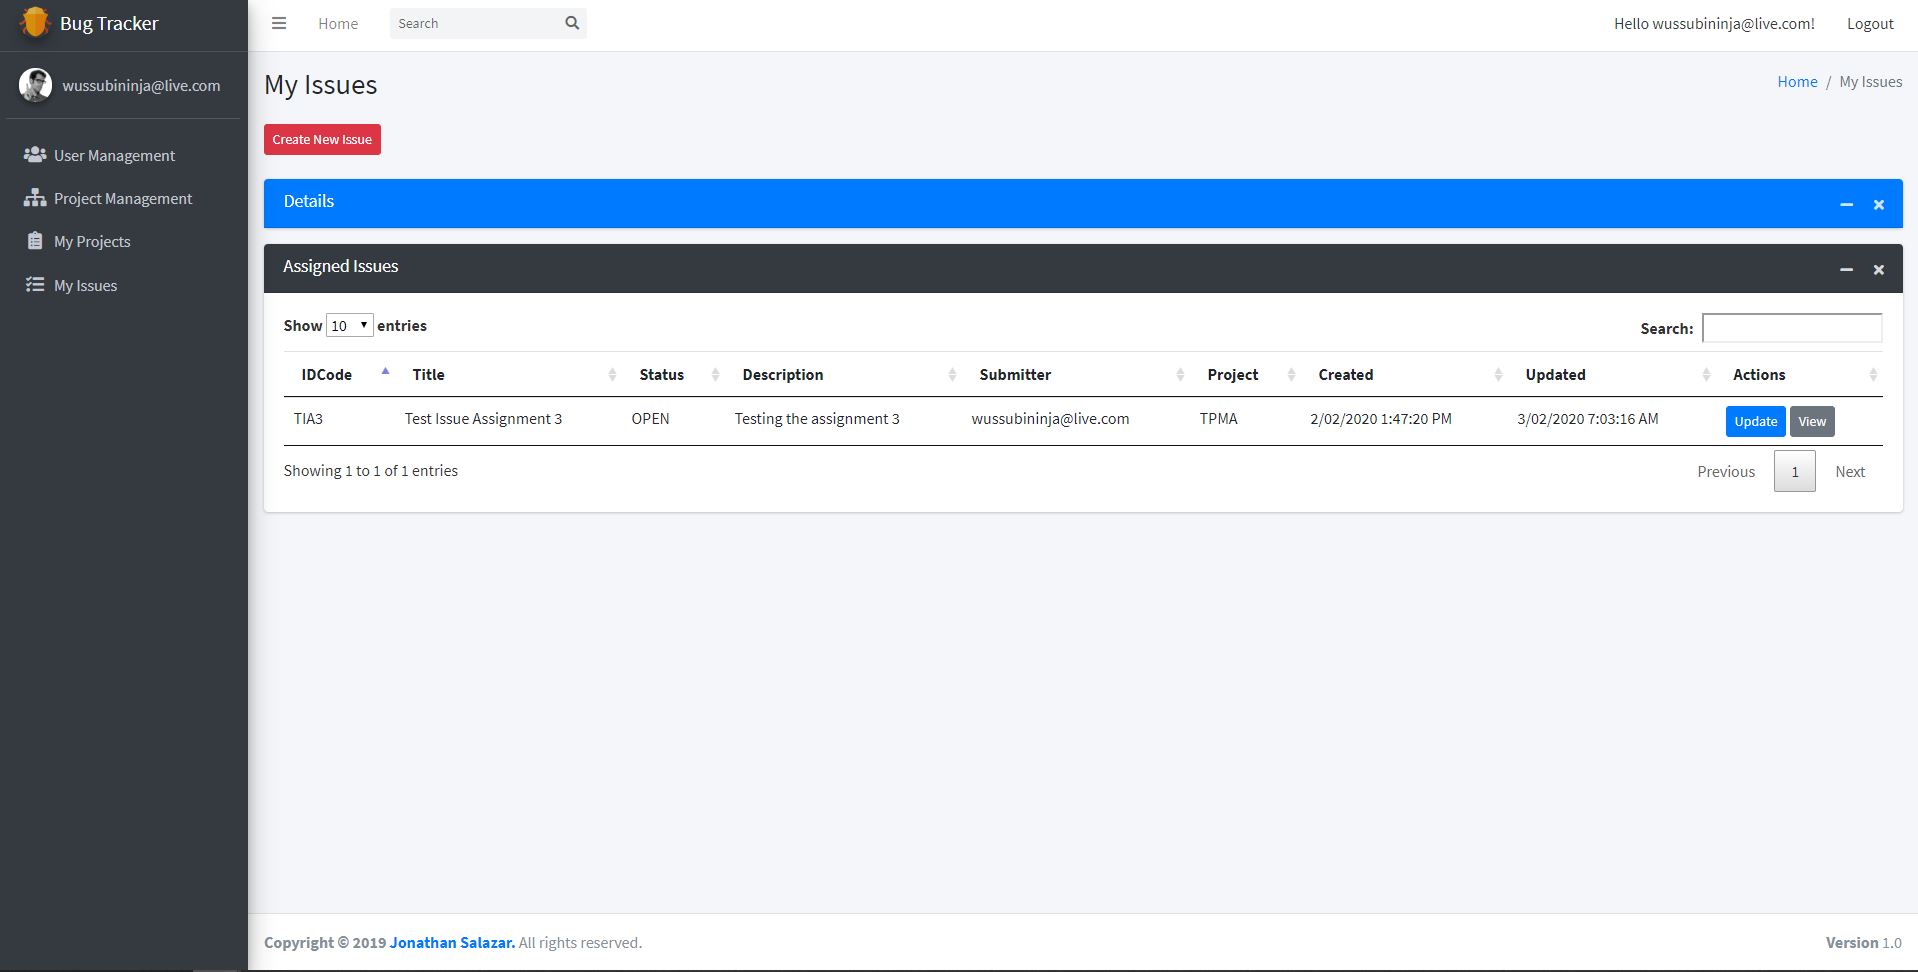 Bug Tracker
Home
Search
Hello wussubininja@live.com!
Logout
wussubininja@live.com
User Management
Project Management
My Projects
My Issues
My Issues
Home / My Issues
Create New Issue
Details
Assigned Issues
Show 10 entries
Search:
IDCode Title Status Description Submitter Project Created Updated Actions
TIA3 Test Issue Assignment 3 OPEN Testing the assignment 3 wussubininja@live.com TPMA 2/02/2020 1:47:20 PM 3/02/2020 7:03:16 AM Update View
Showing 1 to 1 of 1 entries
Previous 1 Next
Copyright © 2019 Jonathan Salazar. All rights reserved.
Version 1.0